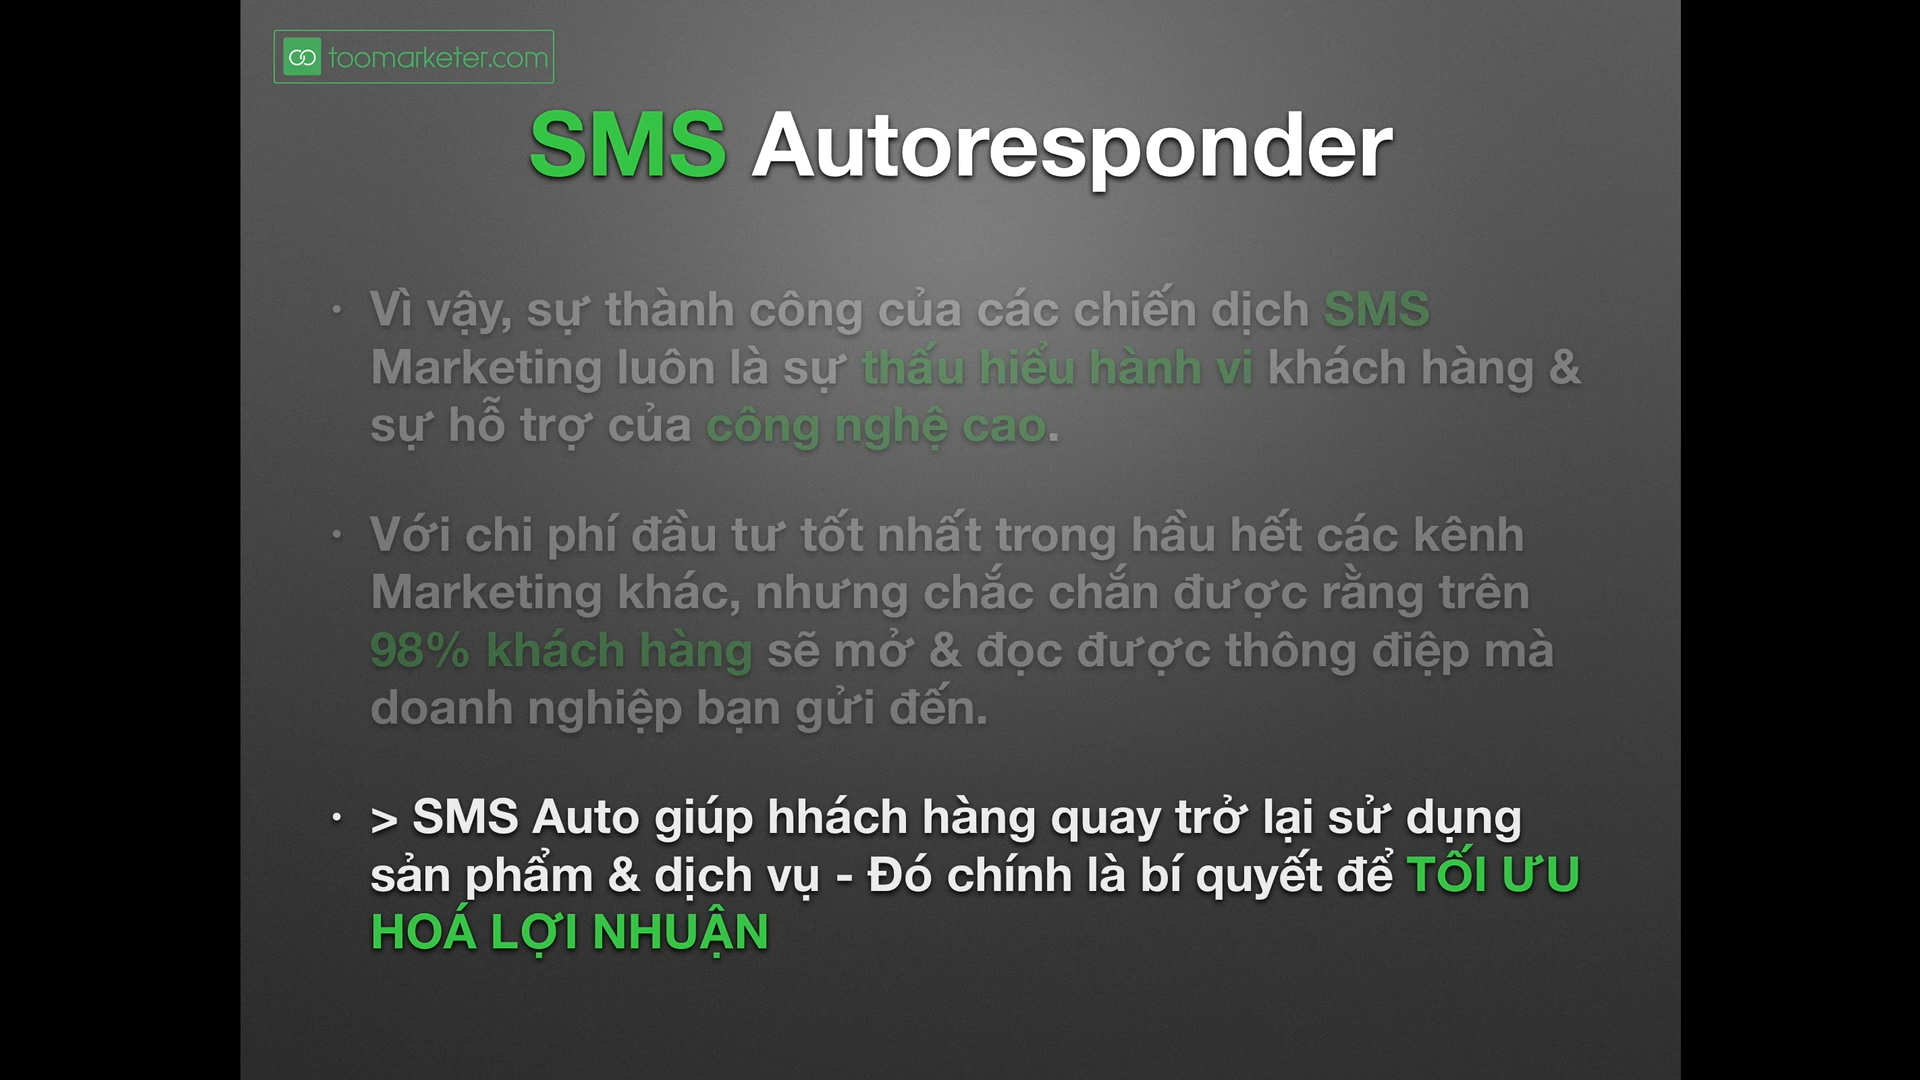 toomarketer.com
SMS Autoresponder
• Vì vậy, sự thành công của các chiến dịch SMS
Marketing luôn là sự thấu hiểu hành vi khách hàng &
sự hỗ trợ của công nghệ cao.
• Với chi phí đầu tư tốt nhất trong hầu hết các kênh
Marketing khác, nhưng chắc chắn được rằng trên
98% khách hàng sẽ mở & đọc được thông điệp mà
doanh nghiệp bạn gửi đến.
• > SMS Auto giúp hhách hàng quay trở lại sử dụng
sản phẩm & dịch vụ - Đó chính là bí quyết để TỐI ƯU
HOÁ LỢI NHUẬN